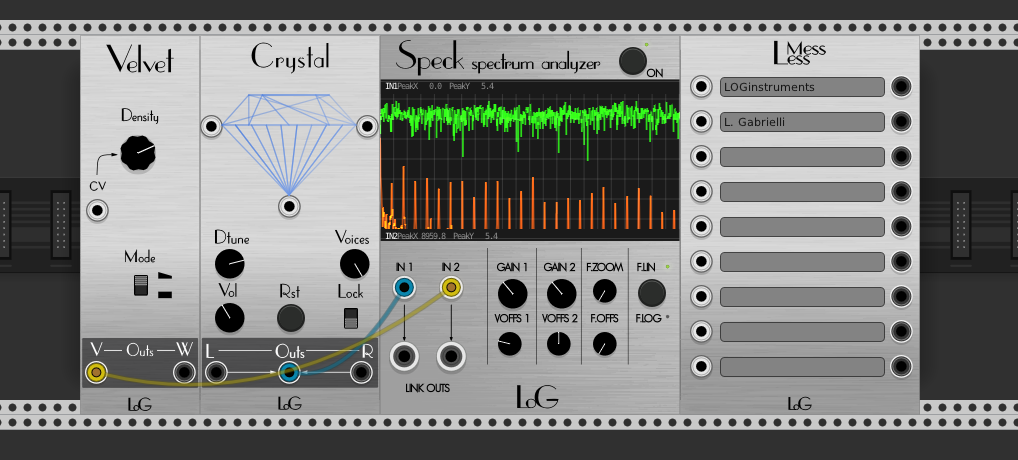 Velvet
Density
CV
Mode
V Outs W
LoG
Crystal
Dtune
Voices
Vol
Rst
Lock
L Outs R
LoG
Speck spectrum analyzer
ON
IN1 PeakX 0.0 PeakY 5.4
IN2 PeakX 8959.8 PeakY 5.4
IN 1 IN 2
GAIN 1 GAIN 2 F.ZOOM F.LIN
VOFFS 1 VOFFS 2 F.OFFS F.LOG
LINK OUTS
LoG
Mess
Less
LOGinstruments
L. Gabrielli
LoG